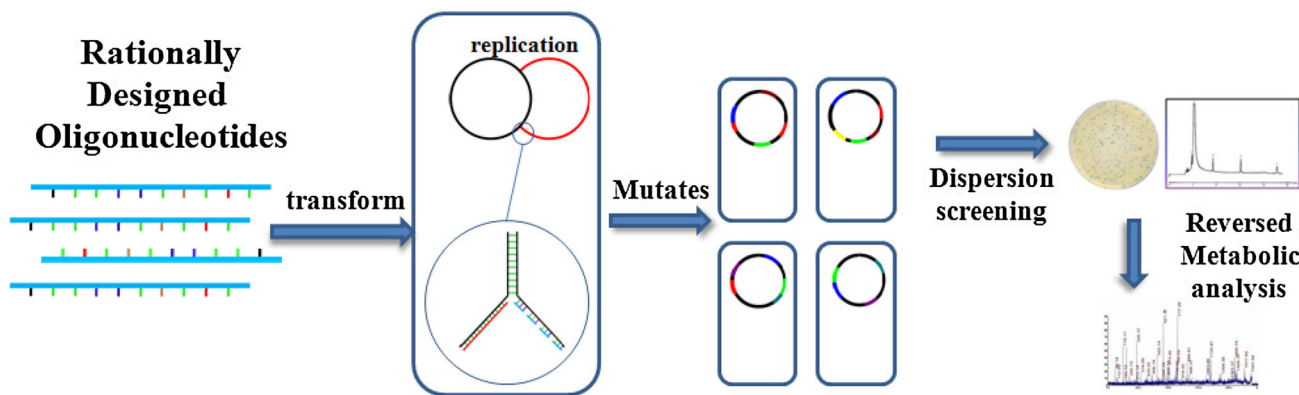 Rationally
Designed
Oligonucleotides
transform
replication
Mutates
Dispersion
screening
Reversed
Metabolic
analysis